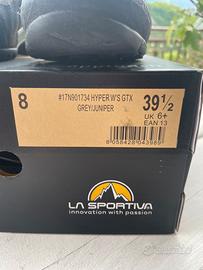 8
#17N901734 HYPER W'S GTX
GREY/JUNIPER
39 1/2
UK 6+
EAN 13
8058428043989
LA SPORTIVA
innovation with passion